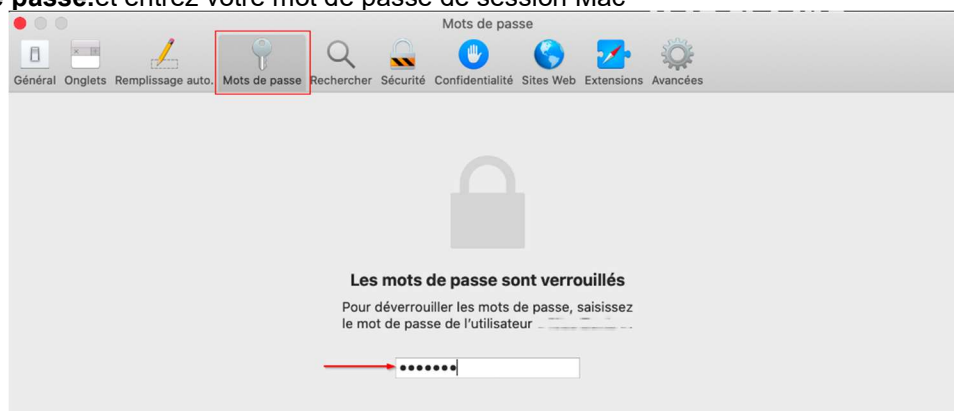 passe.et entrez votre mot de passe de session Mac
Mots de passe
Général Onglets Remplissage auto. Mots de passe Rechercher Sécurité Confidentialité Sites Web Extensions Avancées
Les mots de passe sont verrouillés
Pour déverrouiller les mots de passe, saisissez
le mot de passe de l'utilisateur